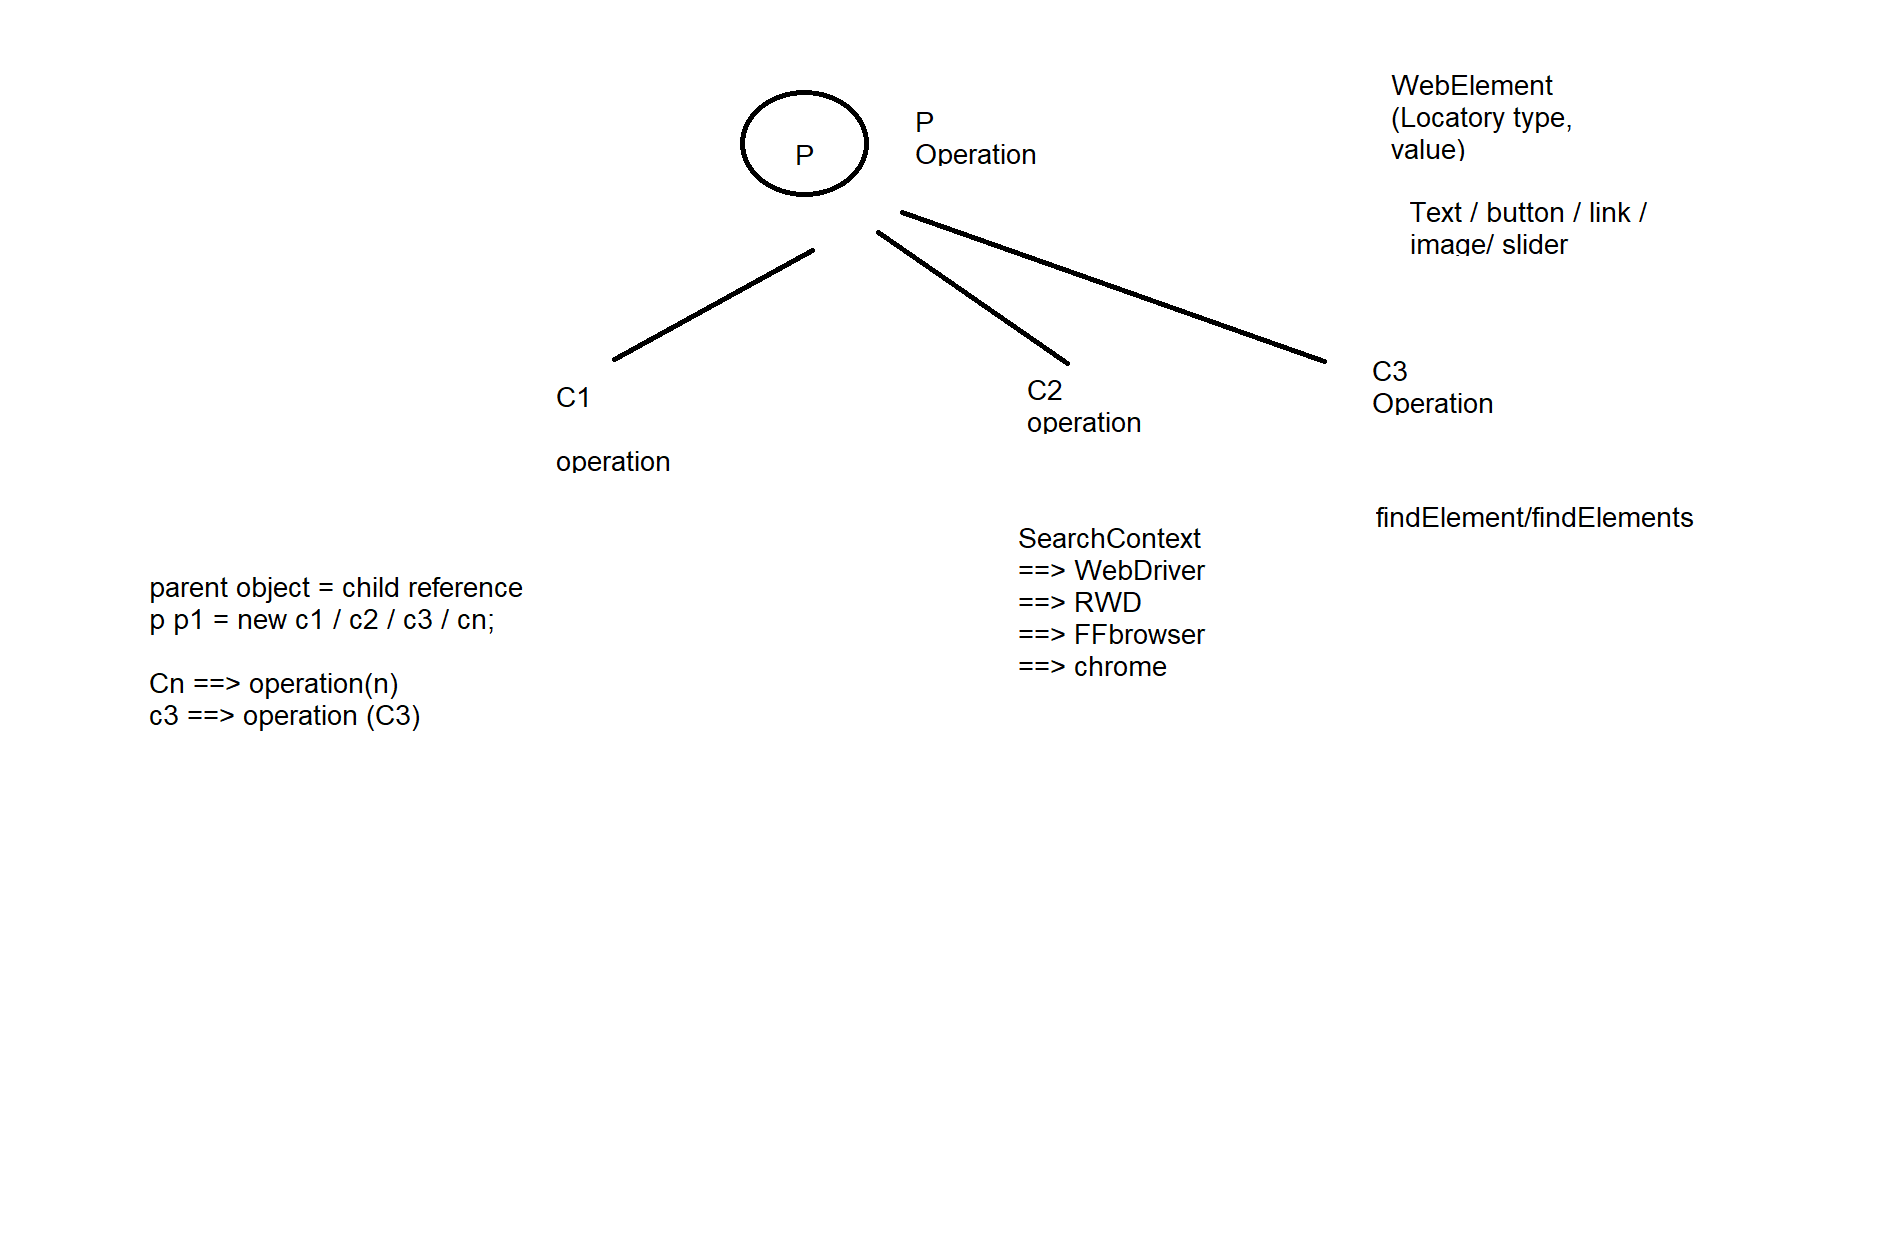 P
P
Operation
WebElement
(Locatory type,
value)
Text / button / link /
image/ slider
C1
operation
C2
operation
C3
Operation
findElement/findElements
SearchContext
==> WebDriver
==> RWD
==> FFbrowser
==> chrome
parent object = child reference
p p1 = new c1 / c2 / c3 / cn;
Cn ==> operation(n)
c3 ==> operation (C3)